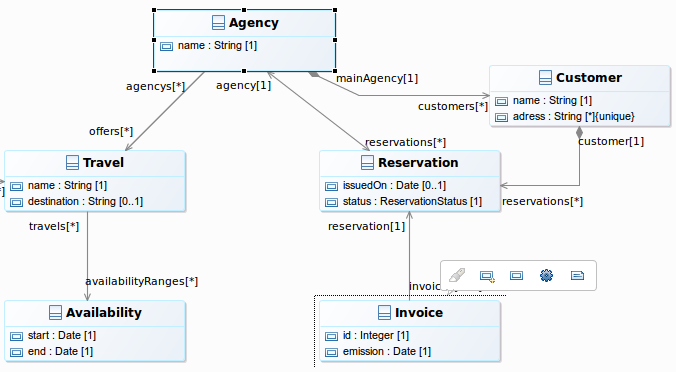 Agency
name : String [1]
agencys[*]
agency[1]
mainAgency[1]
customers[*]
Customer
name : String [1]
adress : String [*]{unique}
customer[1]
offers[*]
reservations[*]
Travel
name : String [1]
destination : String [0..1]
Reservation
issuedOn : Date [0..1]
status : ReservationStatus [1]
reservations[*]
travels[*]
reservation[1]
availabilityRanges[*]
Availability
start : Date [1]
end : Date [1]
Invoice
id : Integer [1]
emission : Date [1]